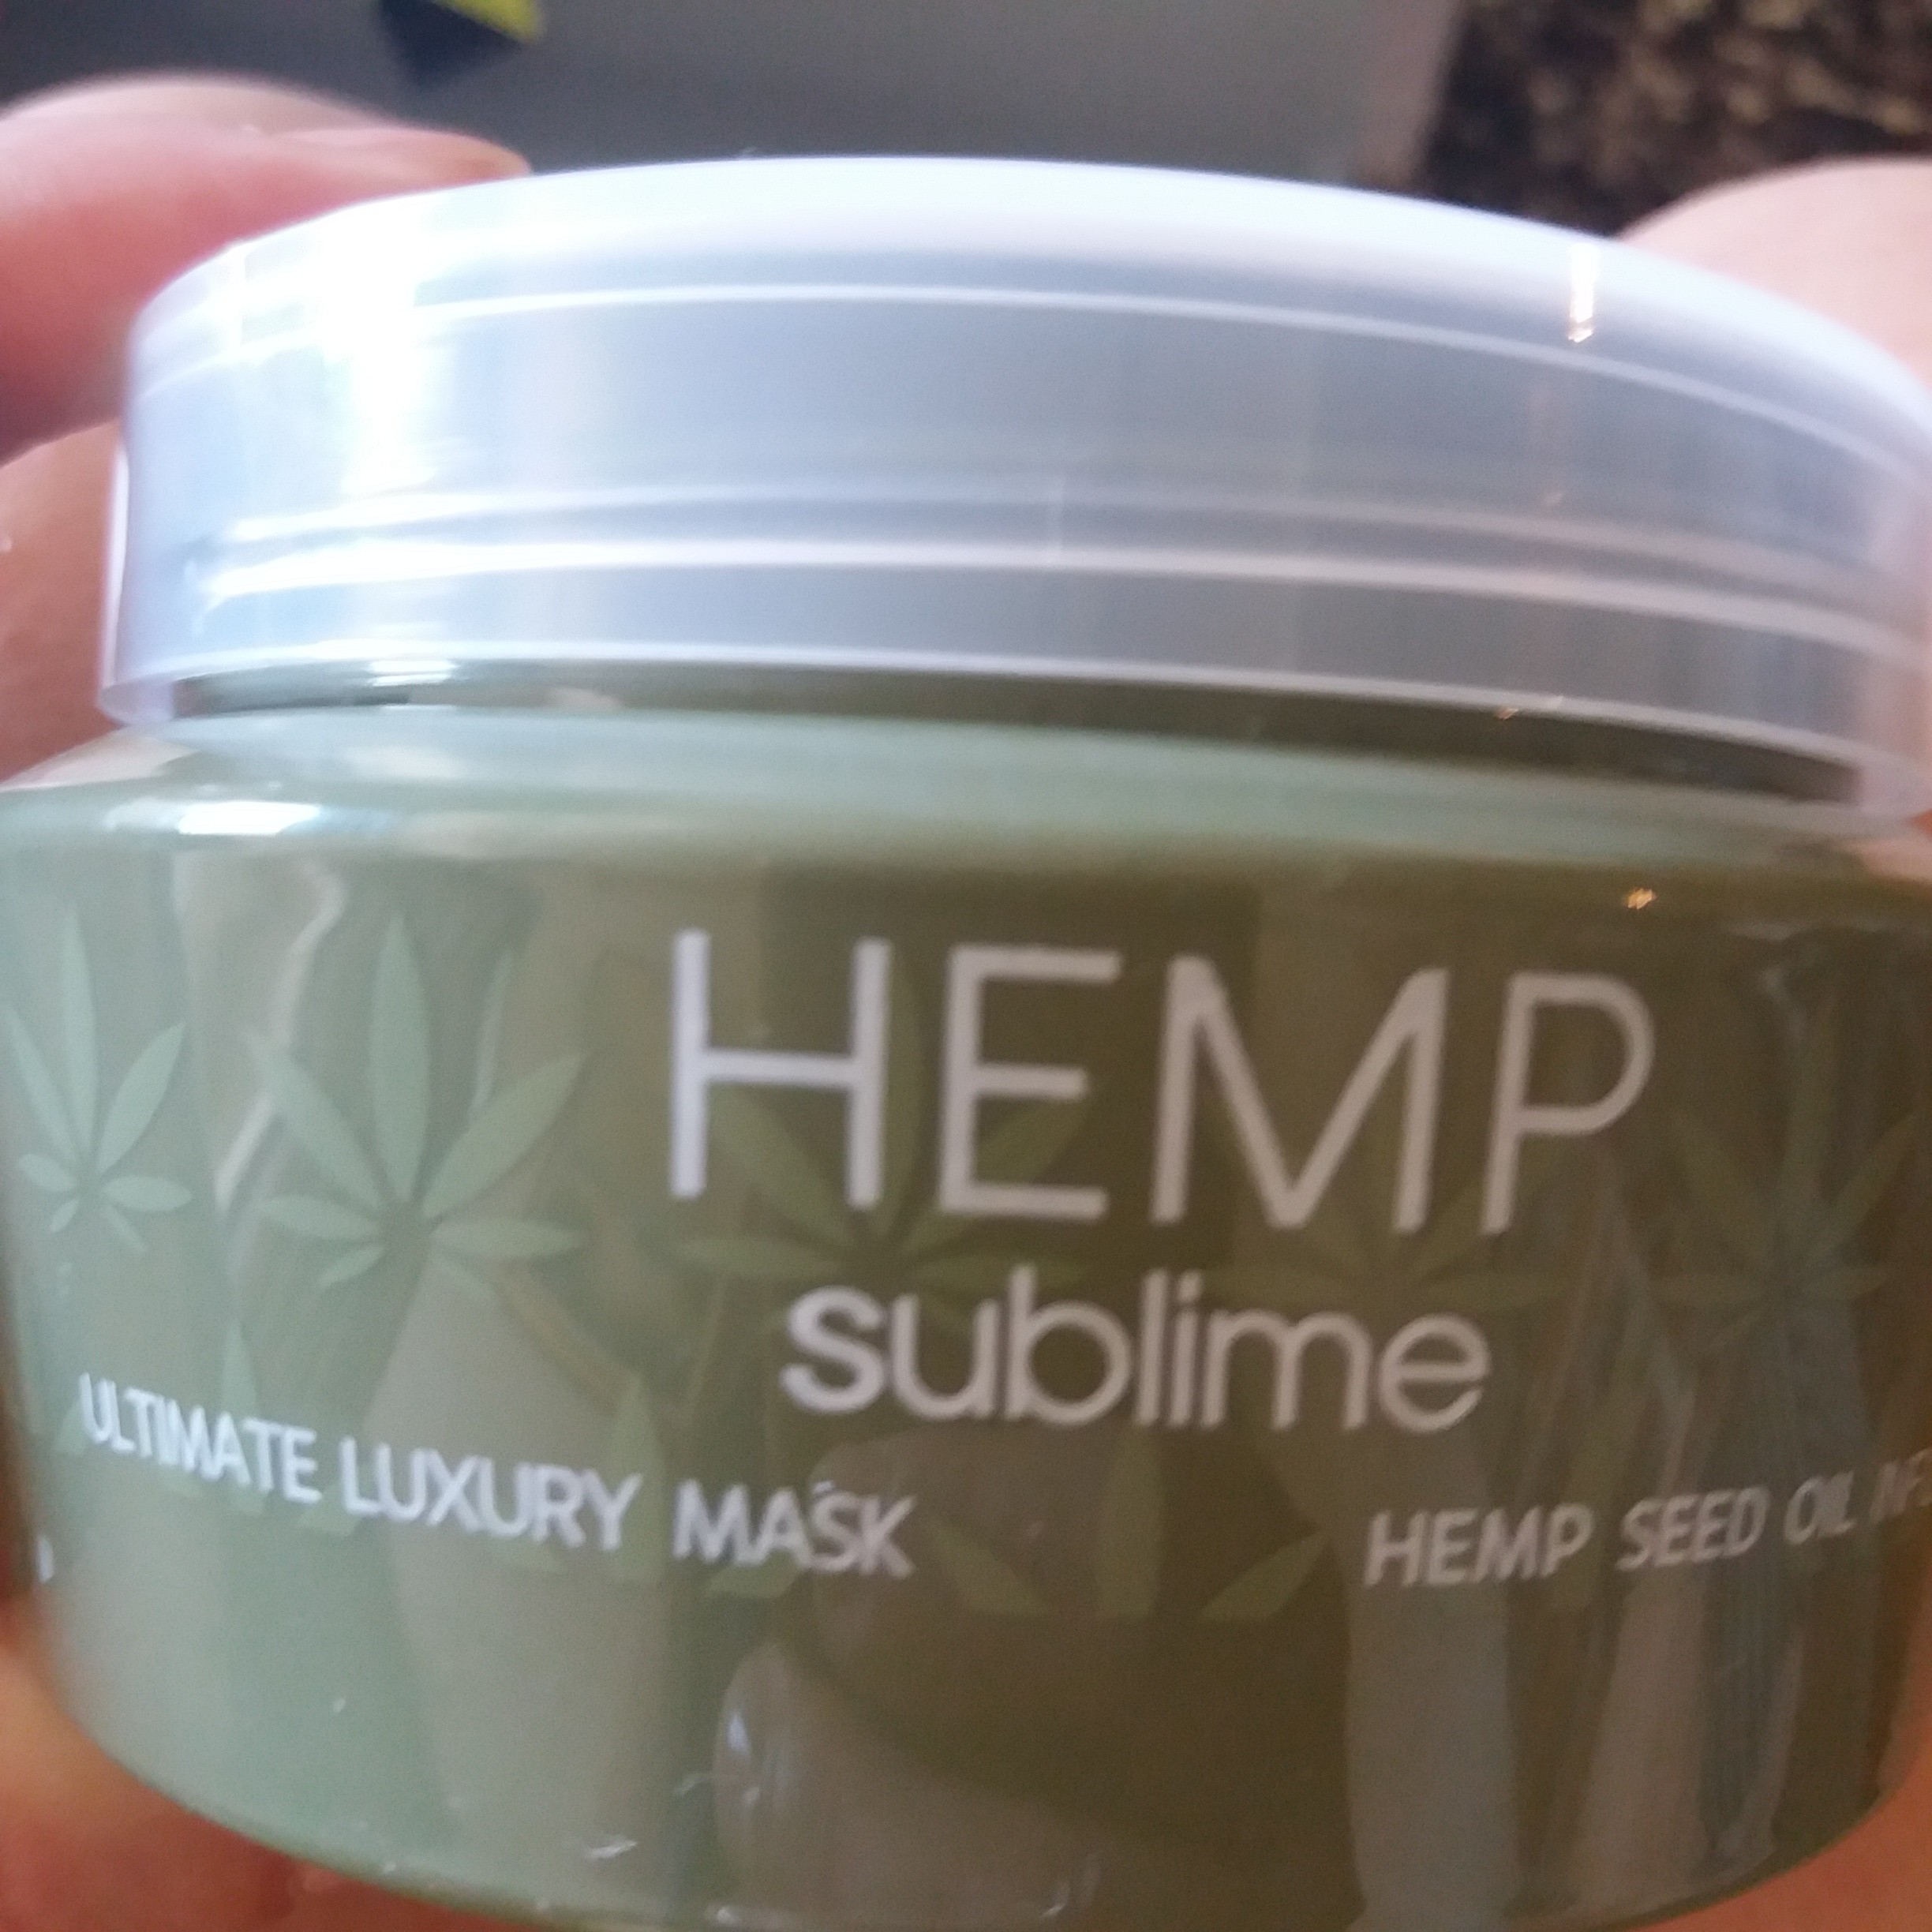 HEMP
sublime
ULTIMATE LUXURY MASK
HEMP SEED OIL